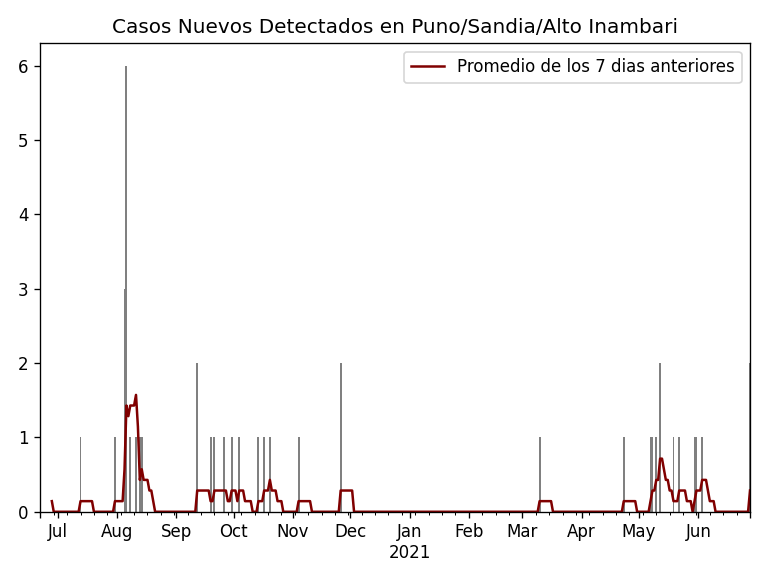 Casos Nuevos Detectados en Puno/Sandia/Alto Inambari
Promedio de los 7 dias anteriores
6
5
4
3
2
1
0
Jul Aug Sep Oct Nov Dec Jan Feb Mar Apr May Jun
2021